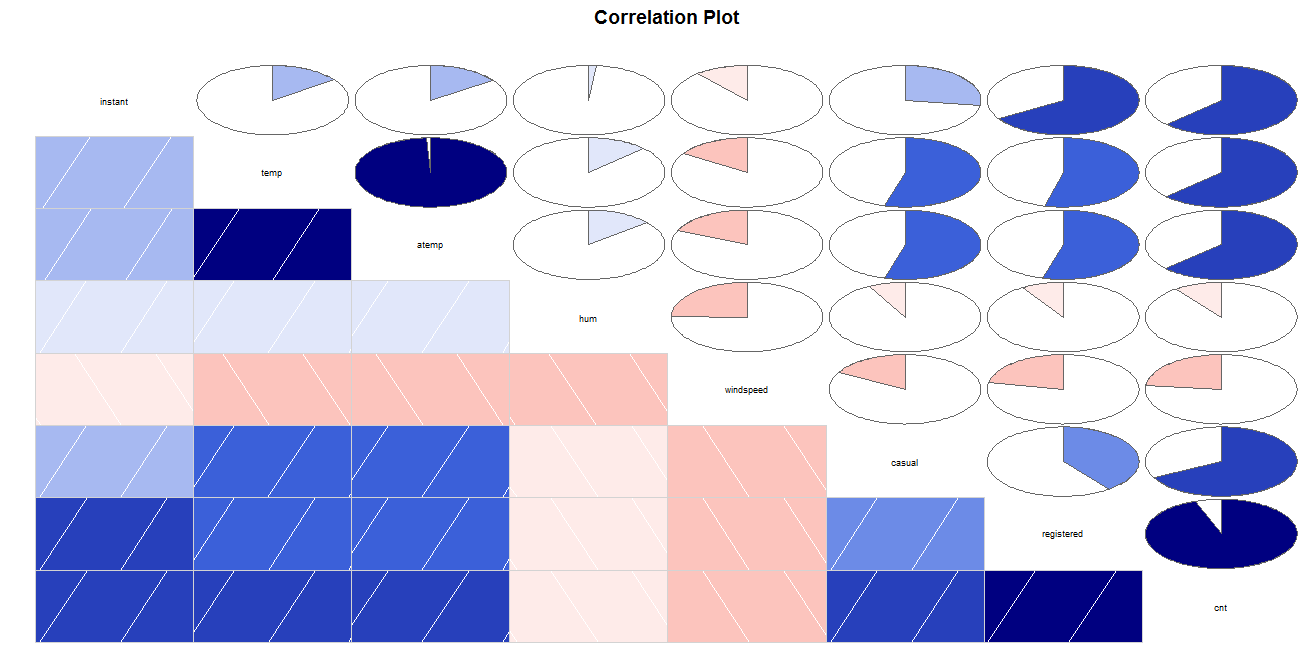 Correlation Plot
instant
temp
atemp
hum
windspeed
casual
registered
cnt